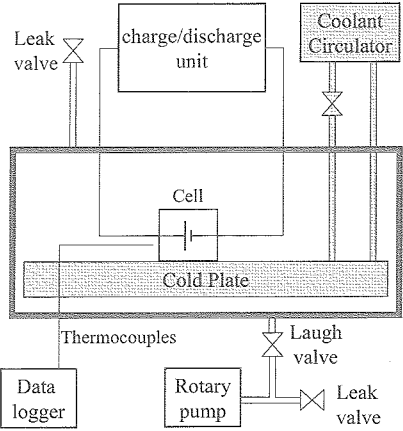 Leak
valve
charge/discharge
unit
Coolant
Circulator
Cell
Cold Plate
Thermocouples
Laugh
valve
Data
logger
Rotary
pump
Leak
valve